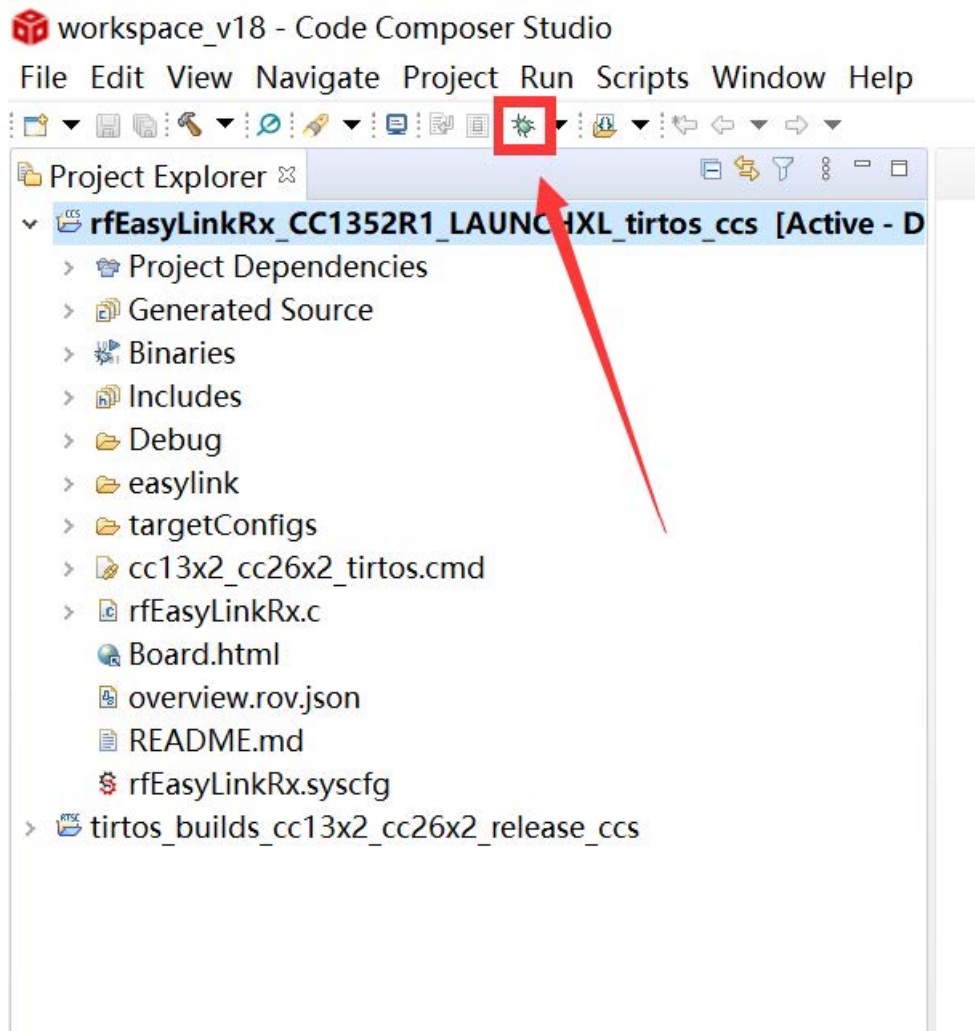 workspace_v18 - Code Composer Studio
File Edit View Navigate Project Run Scripts Window Help
Project Explorer
rfEasyLinkRx_CC1352R1_LAUNCHXL_tirtos_ccs [Active - D
Project Dependencies
Generated Source
Binaries
Includes
Debug
easylink
targetConfigs
cc13x2_cc26x2_tirtos.cmd
rfEasyLinkRx.c
Board.html
overview.rov.json
README.md
rfEasyLinkRx.syscfg
tirtos_builds_cc13x2_cc26x2_release_ccs